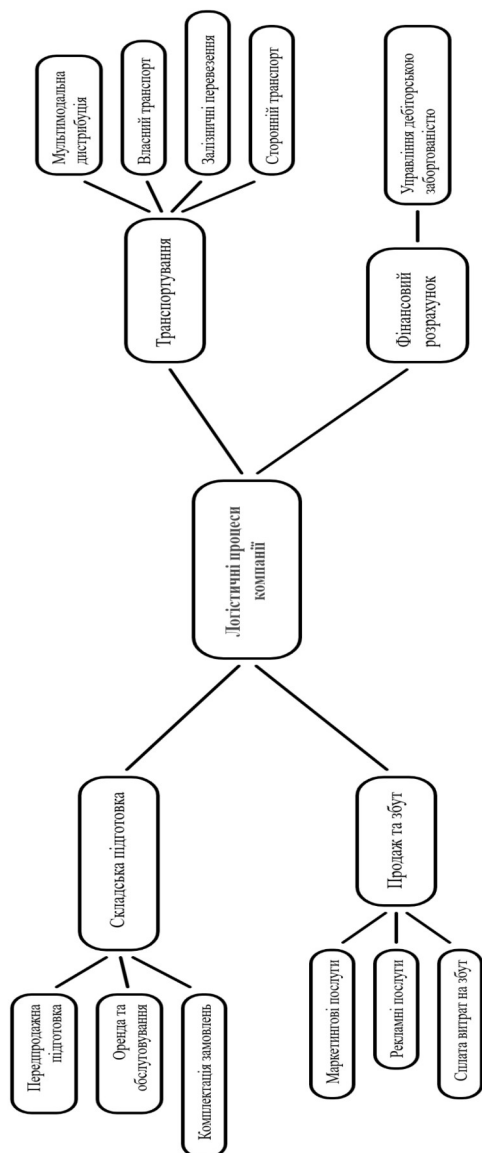 Передпродажна
підготовка
Оренда та
обслуговування
Комплектація замовлень
Складська підготовка
Маркетингові послуги
Рекламні послуги
Сплата витрат на збут
Продаж та збут
Логістичні процеси
компанії
Транспортування
Мультимодальна
дистрибуція
Власний транспорт
Залізничні перевезення
Сторонній транспорт
Фінансовий
розрахунок
Управління дебіторською
заборгованістю